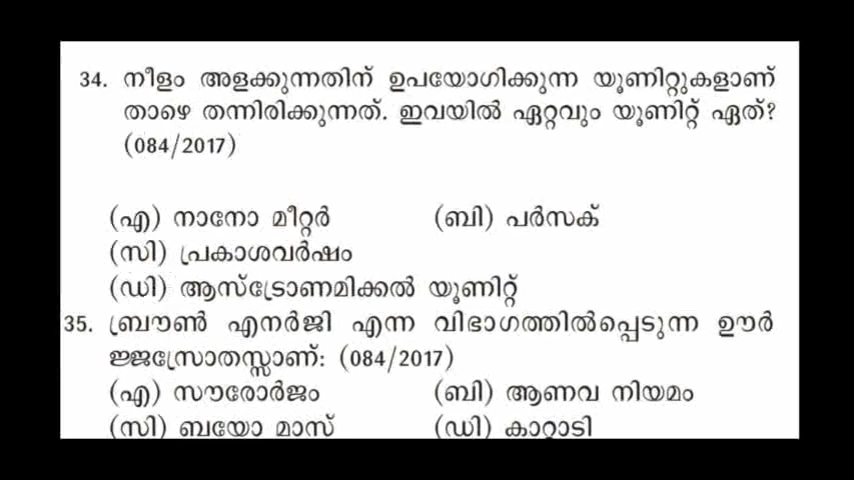 34. നീളം അളക്കുന്നതിന് ഉപയോഗിക്കുന്ന യൂണിറ്റുകളാണ്
താഴെ തന്നിരിക്കുന്നത്. ഇവയിൽ ഏറ്റവും യൂണിറ്റ് ഏത്?
(084/2017)
(എ) നാനോ മീറ്റർ (ബി) പർസക്
(സി) പ്രകാശവർഷം
(ഡി) ആസ്ട്രോണമിക്കൽ യൂണിറ്റ്
35. ബ്രൗൺ എനർജി എന്ന വിഭാഗത്തിൽപ്പെടുന്ന ഊർ
ജ്ജസ്രോതസ്സാണ്: (084/2017)
(എ) സൗരോർജം (ബി) ആണവ നിയമം
(സി) ബയോ മാസ് (ഡി) കാറ്റാടി